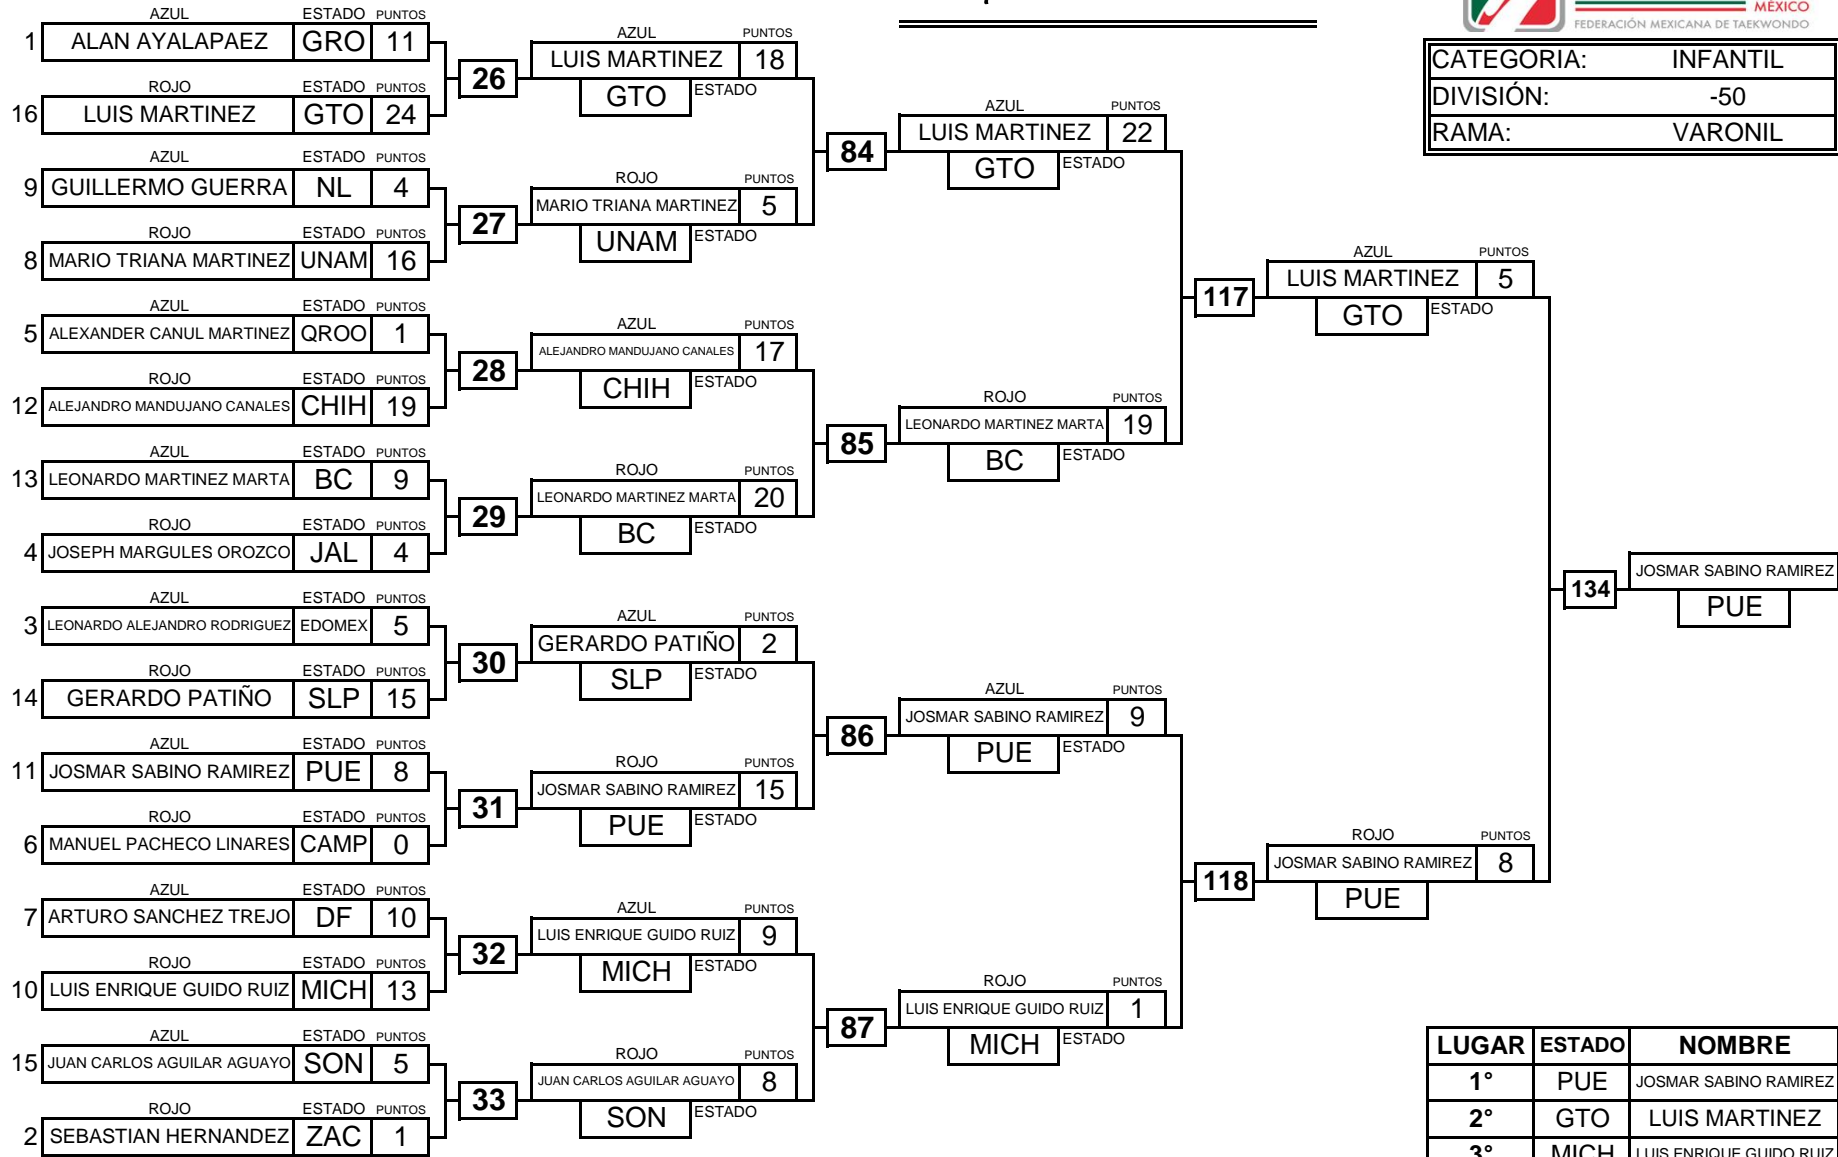 MÉXICO
FEDERACIÓN MEXICANA DE TAEKWONDO
CATEGORIA: INFANTIL
DIVISIÓN: -50
RAMA: VARONIL
AZUL ESTADO PUNTOS
1 ALAN AYALAPAEZ GRO 11
ROJO ESTADO PUNTOS
16 LUIS MARTINEZ GTO 24
AZUL ESTADO PUNTOS
9 GUILLERMO GUERRA NL 4
ROJO ESTADO PUNTOS
8 MARIO TRIANA MARTINEZ UNAM 16
AZUL ESTADO PUNTOS
5 ALEXANDER CANUL MARTINEZ QROO 1
ROJO ESTADO PUNTOS
12 ALEJANDRO MANDUJANO CANALES CHIH 19
AZUL ESTADO PUNTOS
13 LEONARDO MARTINEZ MARTA BC 9
ROJO ESTADO PUNTOS
4 JOSEPH MARGULES OROZCO JAL 4
AZUL ESTADO PUNTOS
3 LEONARDO ALEJANDRO RODRIGUEZ EDOMEX 5
ROJO ESTADO PUNTOS
14 GERARDO PATIÑO SLP 15
AZUL ESTADO PUNTOS
11 JOSMAR SABINO RAMIREZ PUE 8
ROJO ESTADO PUNTOS
6 MANUEL PACHECO LINARES CAMP 0
AZUL ESTADO PUNTOS
7 ARTURO SANCHEZ TREJO DF 10
ROJO ESTADO PUNTOS
10 LUIS ENRIQUE GUIDO RUIZ MICH 13
AZUL ESTADO PUNTOS
15 JUAN CARLOS AGUILAR AGUAYO SON 5
ROJO ESTADO PUNTOS
2 SEBASTIAN HERNANDEZ ZAC 1
26
27
28
29
30
31
32
33
AZUL PUNTOS
LUIS MARTINEZ 18
GTO ESTADO
ROJO PUNTOS
MARIO TRIANA MARTINEZ 5
UNAM ESTADO
AZUL PUNTOS
ALEJANDRO MANDUJANO CANALES 17
CHIH ESTADO
ROJO PUNTOS
LEONARDO MARTINEZ MARTA 20
BC ESTADO
AZUL PUNTOS
GERARDO PATIÑO 2
SLP ESTADO
ROJO PUNTOS
JOSMAR SABINO RAMIREZ 15
PUE ESTADO
AZUL PUNTOS
LUIS ENRIQUE GUIDO RUIZ 9
MICH ESTADO
ROJO PUNTOS
JUAN CARLOS AGUILAR AGUAYO 8
SON ESTADO
84
85
86
87
AZUL PUNTOS
LUIS MARTINEZ 22
GTO ESTADO
ROJO PUNTOS
LEONARDO MARTINEZ MARTA 19
BC ESTADO
AZUL PUNTOS
JOSMAR SABINO RAMIREZ 9
PUE ESTADO
ROJO PUNTOS
LUIS ENRIQUE GUIDO RUIZ 1
MICH ESTADO
117
118
AZUL PUNTOS
LUIS MARTINEZ 5
GTO ESTADO
ROJO PUNTOS
JOSMAR SABINO RAMIREZ 8
PUE
134
JOSMAR SABINO RAMIREZ
PUE
LUGAR ESTADO NOMBRE
1° PUE JOSMAR SABINO RAMIREZ
2° GTO LUIS MARTINEZ
3° MICH LUIS ENRIQUE GUIDO RUIZ